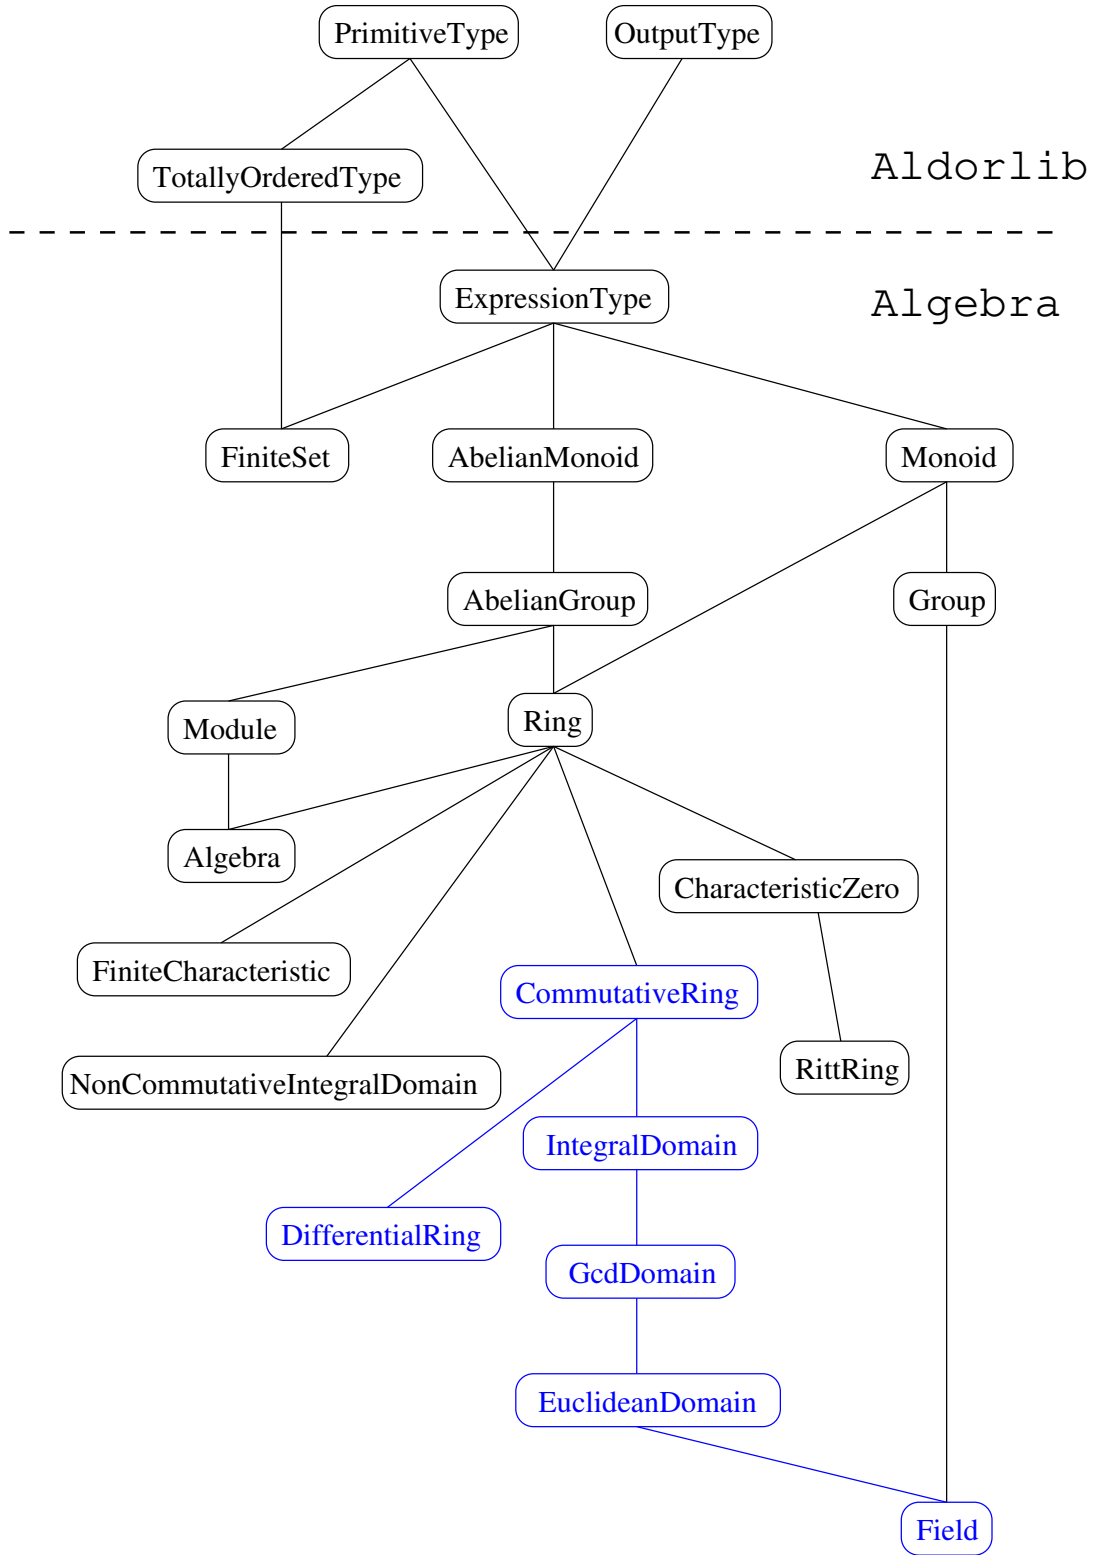 PrimitiveType
OutputType
TotallyOrderedType
Aldorlib
ExpressionType
Algebra
FiniteSet
AbelianMonoid
Monoid
AbelianGroup
Group
Module
Ring
Algebra
CharacteristicZero
FiniteCharacteristic
CommutativeRing
NonCommutativeIntegralDomain
RittRing
IntegralDomain
DifferentialRing
GcdDomain
EuclideanDomain
Field